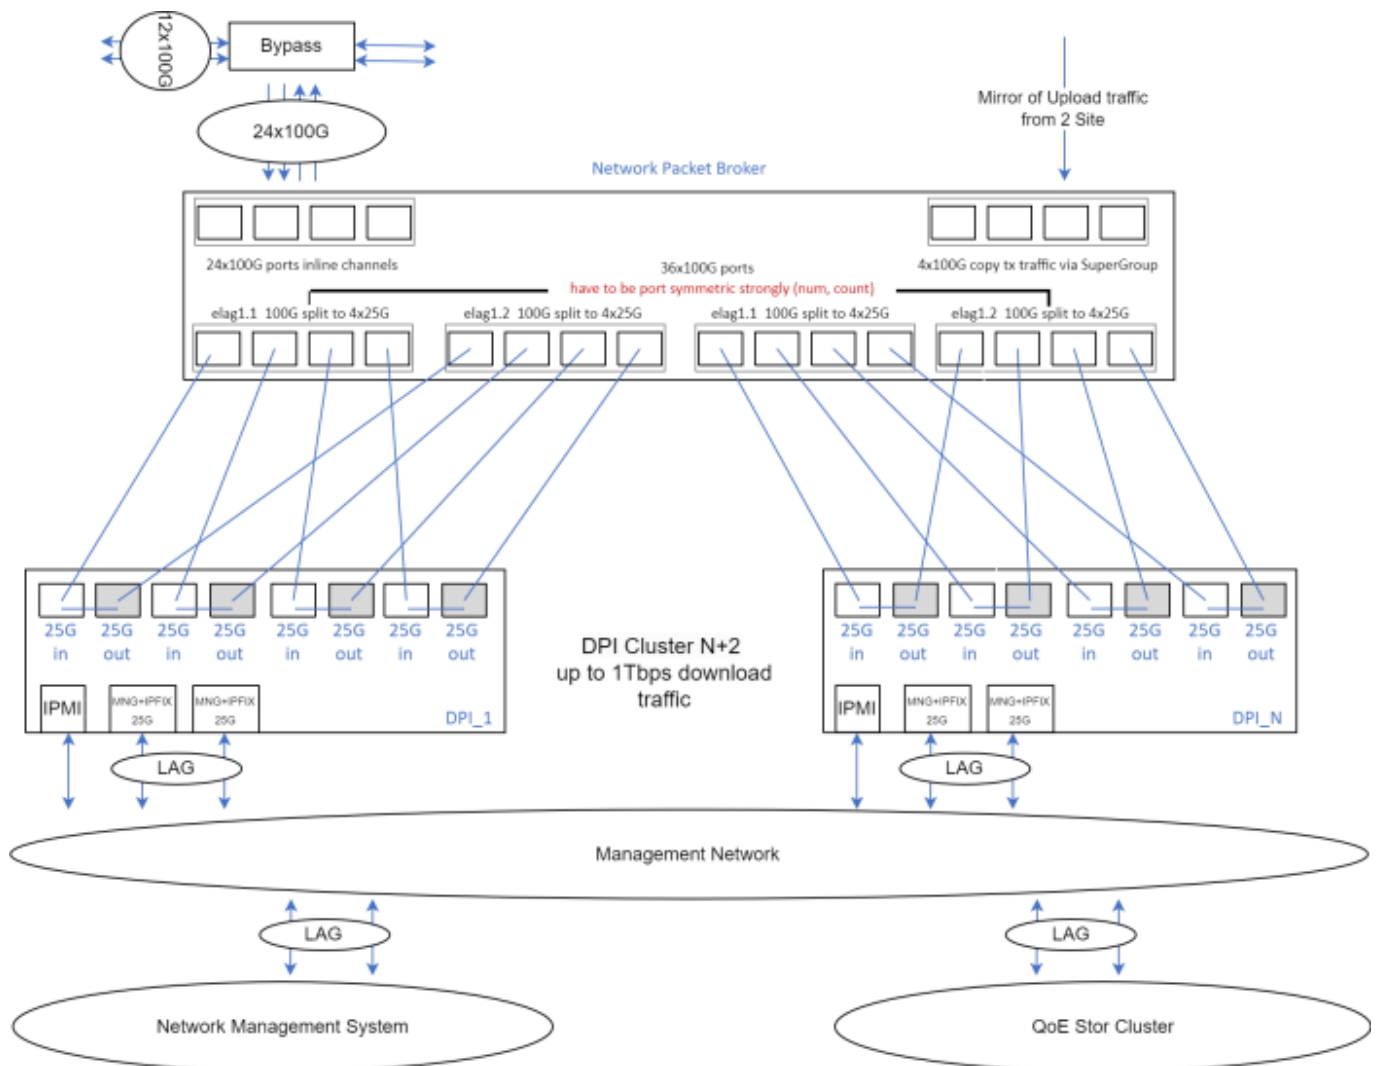 12x100G
Bypass
24x100G
Mirror of Upload traffic
from 2 Site
Network Packet Broker
24x100G ports inline channels
36x100G ports
4x100G copy tx traffic via SuperGroup
have to be port symmetric strongly (num, count)
elag1.1 100G split to 4x25G
elag1.2 100G split to 4x25G
elag1.1 100G split to 4x25G
elag1.2 100G split to 4x25G
25G
in
25G
out
25G
in
25G
out
25G
in
25G
out
25G
in
25G
out
IPMI
MNG+IPFIX
25G
MNG+IPFIX
25G
DPI_1
DPI Cluster N+2
up to 1Tbps download
traffic
25G
in
25G
out
25G
in
25G
out
25G
in
25G
out
25G
in
25G
out
IPMI
MNG+IPFIX
25G
MNG+IPFIX
25G
DPI_N
LAG
LAG
Management Network
LAG
LAG
Network Management System
QoE Stor Cluster